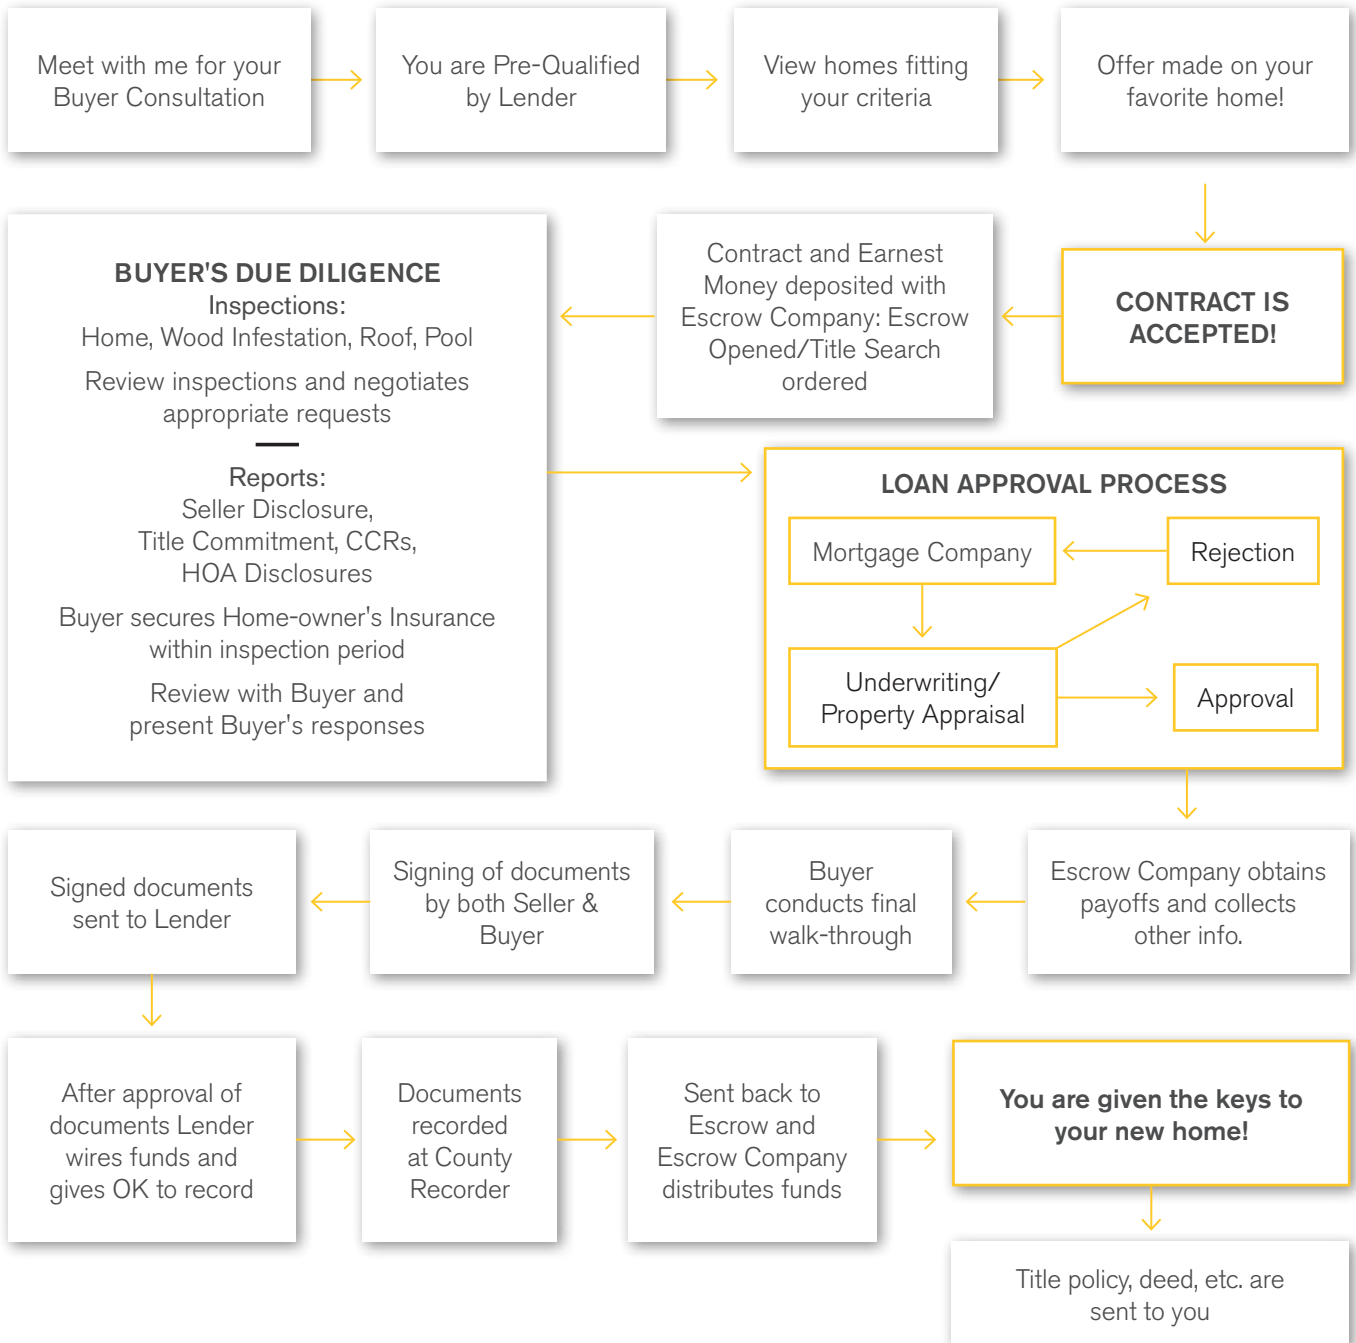 Meet with me for your
Buyer Consultation
You are Pre-Qualified
by Lender
View homes fitting
your criteria
Offer made on your
favorite home!
CONTRACT IS
ACCEPTED!
Contract and Earnest
Money deposited with
Escrow Company: Escrow
Opened/Title Search
ordered
BUYER'S DUE DILIGENCE
Inspections:
Home, Wood Infestation, Roof, Pool
Review inspections and negotiates
appropriate requests
Reports:
Seller Disclosure,
Title Commitment, CCRs,
HOA Disclosures
Buyer secures Home-owner's Insurance
within inspection period
Review with Buyer and
present Buyer's responses
LOAN APPROVAL PROCESS
Mortgage Company
Rejection
Underwriting/
Property Appraisal
Approval
Escrow Company obtains
payoffs and collects
other info.
Buyer
conducts final
walk-through
Signing of documents
by both Seller &
Buyer
Signed documents
sent to Lender
After approval of
documents Lender
wires funds and
gives OK to record
Documents
recorded
at County
Recorder
Sent back to
Escrow and
Escrow Company
distributes funds
You are given the keys to
your new home!
Title policy, deed, etc. are
sent to you